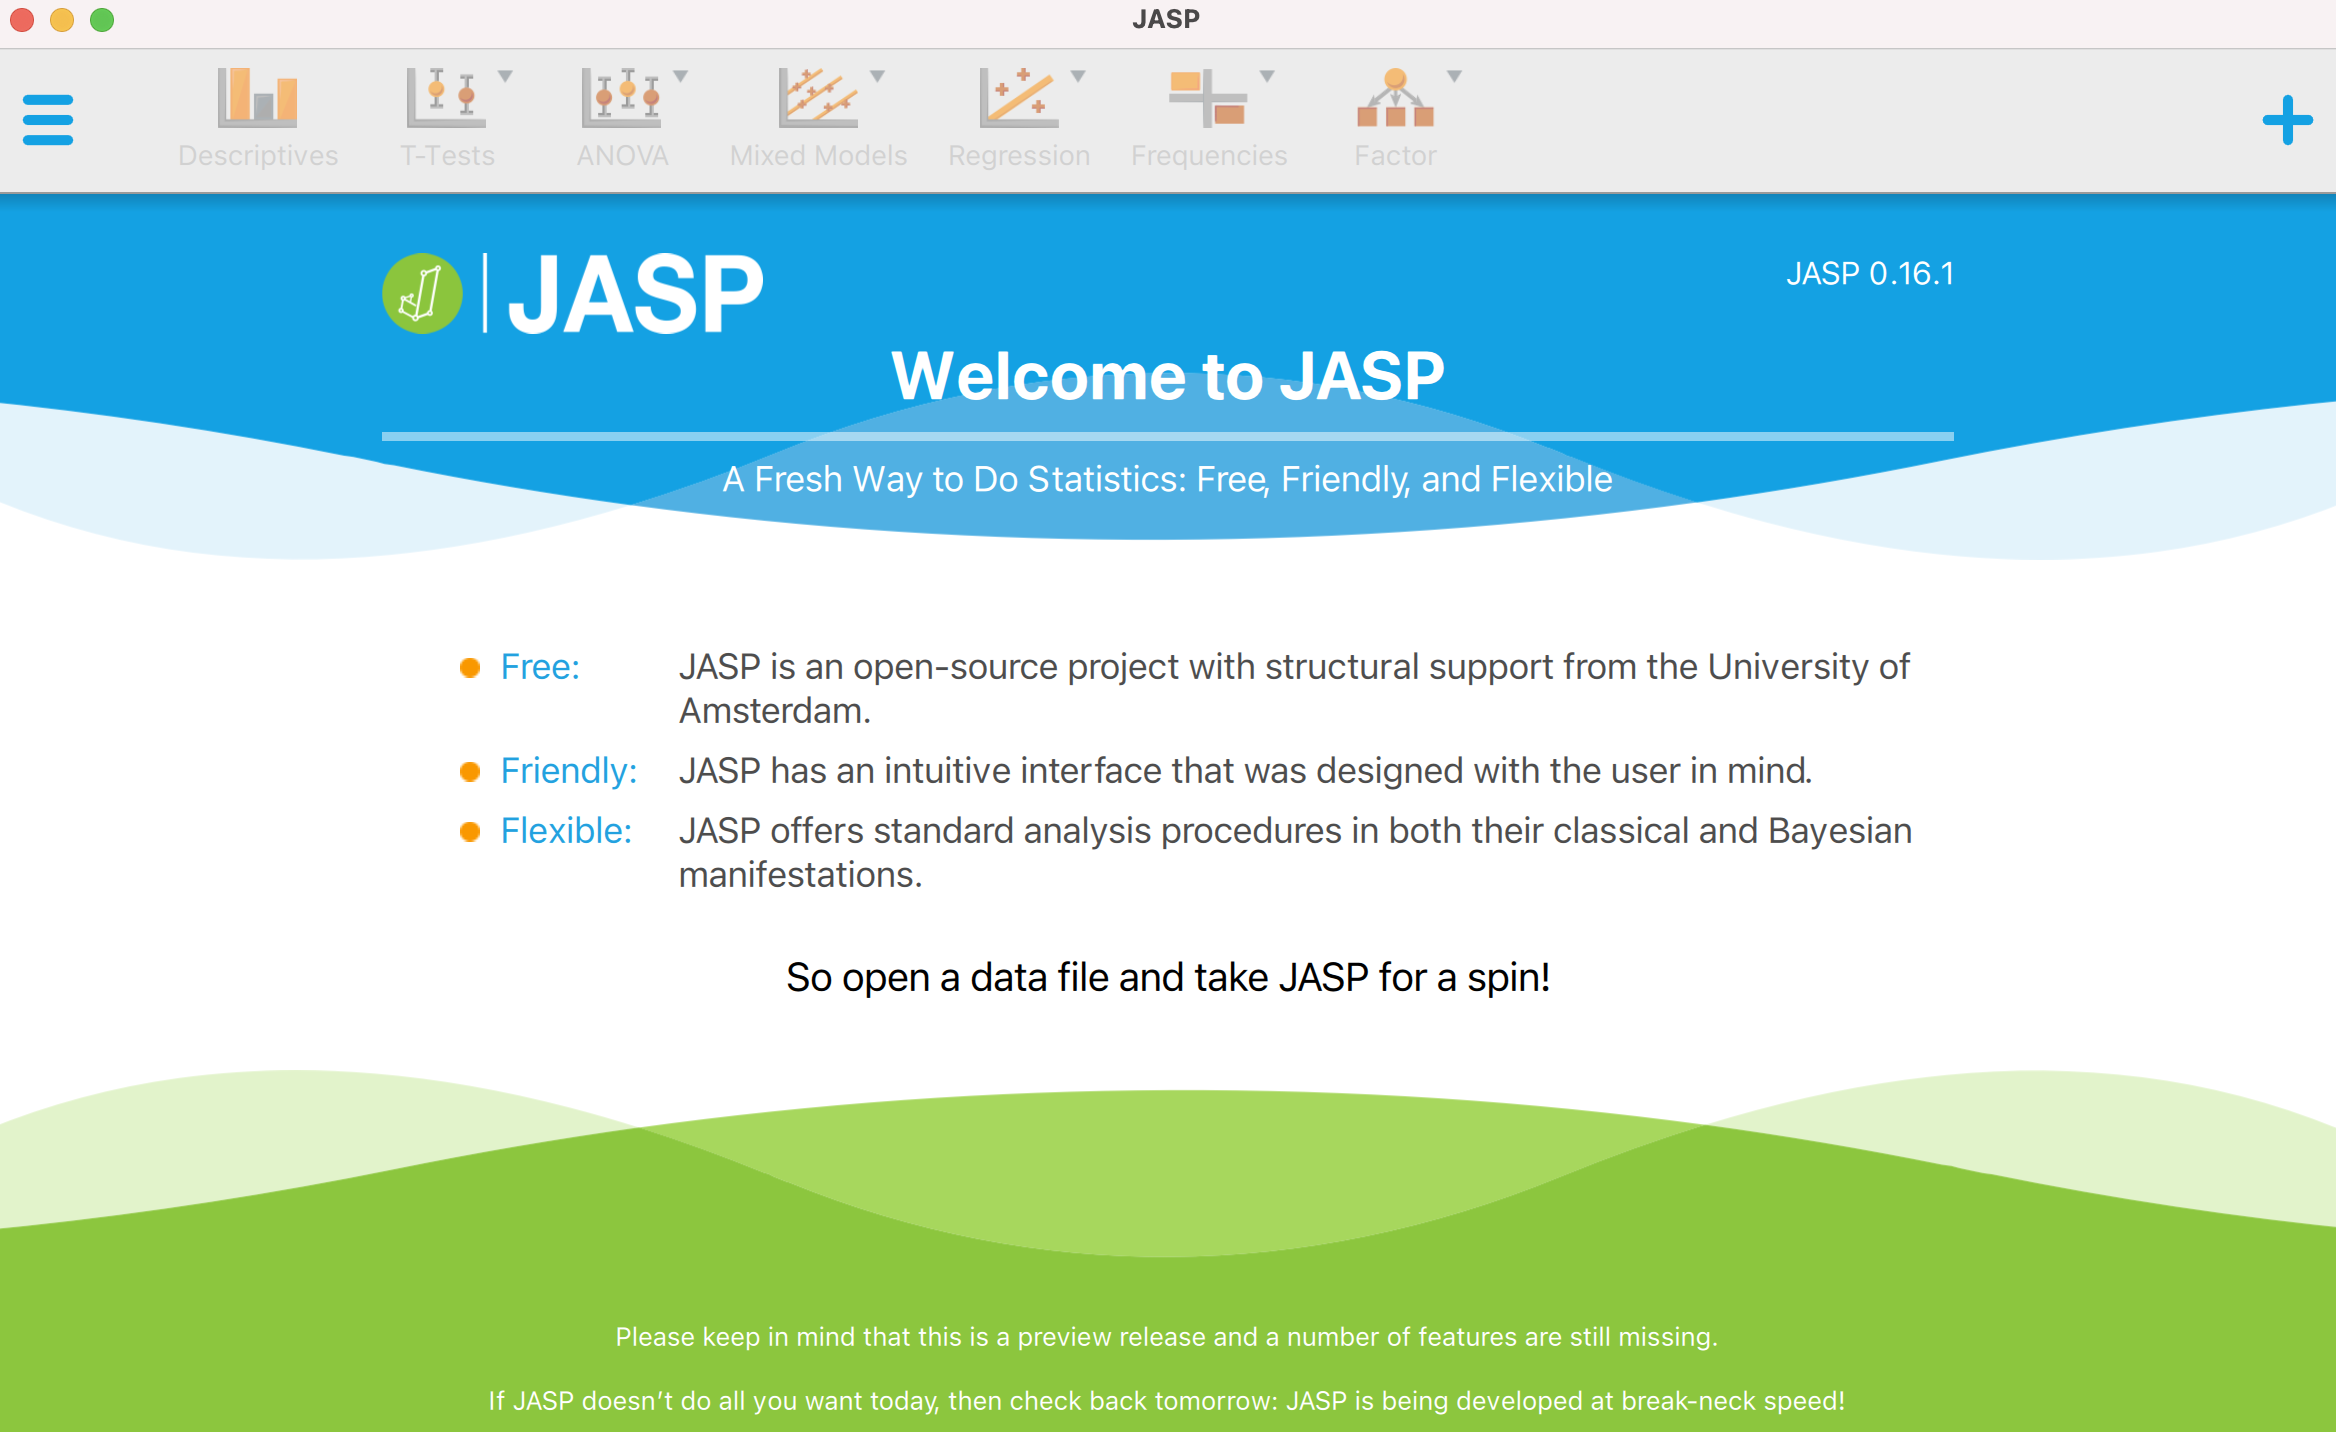 JASP
Descriptives T-Tests ANOVA Mixed Models Regression Frequencies Factor
JASP
JASP 0.16.1
Welcome to JASP
A Fresh Way to Do Statistics: Free, Friendly, and Flexible
Free: JASP is an open-source project with structural support from the University of
Amsterdam.
Friendly: JASP has an intuitive interface that was designed with the user in mind.
Flexible: JASP offers standard analysis procedures in both their classical and Bayesian
manifestations.
So open a data file and take JASP for a spin!
Please keep in mind that this is a preview release and a number of features are still missing.
If JASP doesn't do all you want today, then check back tomorrow: JASP is being developed at break-neck speed!